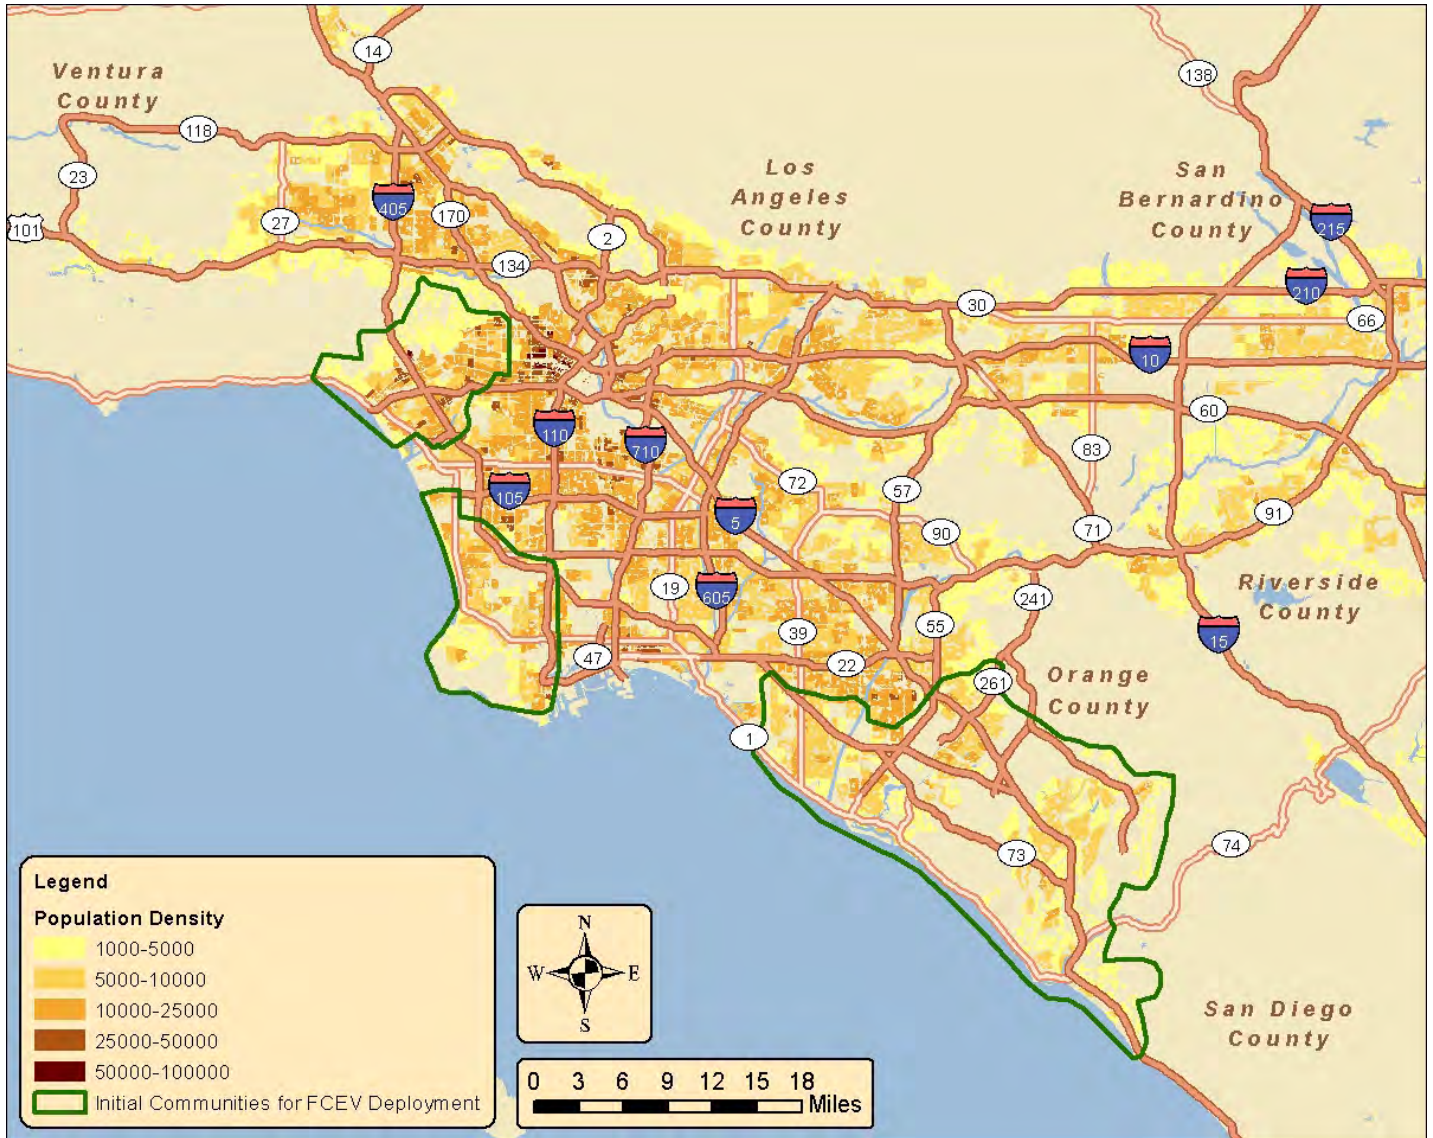 14
138
Ventura
County
118
Los
Angeles
County
San
Bernardino
County
23
405
170
27
101
2
215
134
210
30
66
10
60
110
710
83
72
57
105
5
90
71
91
19
605
241
Riverside
County
39
55
15
47
22
261
Orange
County
1
73
74
Legend
Population Density
1000-5000
5000-10000
10000-25000
25000-50000
50000-100000
Initial Communities for FCEV Deployment
N
W E
S
San Diego
County
0 3 6 9 12 15 18
Miles